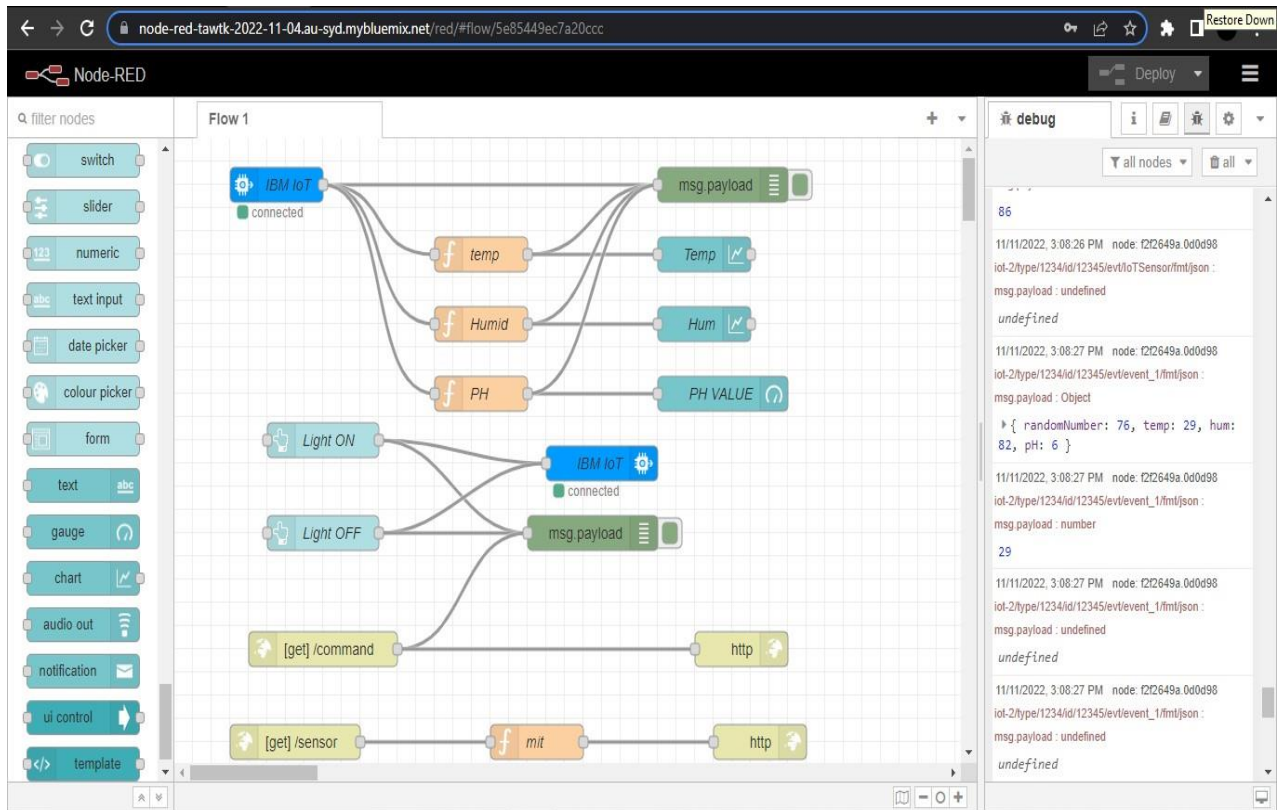 node-red-tawtk-2022-11-04.au-syd.mybluemix.net/red/#flow/5e85449ec7a20ccc
Restore Down
Node-RED
Deploy
filter nodes
switch
slider
123 numeric
abc text input
date picker
colour picker
form
text abc
gauge
chart
audio out
notification
ui control
</> template
Flow 1
IBM IoT
connected
msg.payload
f temp
Temp
f Humid
Hum
f PH
PH VALUE
Light ON
IBM IoT
connected
Light OFF
msg.payload
[get] /command
http
[get] /sensor
f mit
http
debug
i
all nodes
all
86
11/11/2022, 3:08:26 PM node: f2f2649a.0d0d98
iot-2/type/1234/id/12345/evt/IoTSensor/fmt/json :
msg.payload : undefined
undefined
11/11/2022, 3:08:27 PM node: f2f2649a.0d0d98
iot-2/type/1234/id/12345/evt/event_1/fmt/json :
msg.payload : Object
{ randomNumber: 76, temp: 29, hum:
82, pH: 6 }
11/11/2022, 3:08:27 PM node: f2f2649a.0d0d98
iot-2/type/1234/id/12345/evt/event_1/fmt/json :
msg.payload : number
29
11/11/2022, 3:08:27 PM node: f2f2649a.0d0d98
iot-2/type/1234/id/12345/evt/event_1/fmt/json :
msg.payload : undefined
undefined
11/11/2022, 3:08:27 PM node: f2f2649a.0d0d98
iot-2/type/1234/id/12345/evt/event_1/fmt/json :
msg.payload : undefined
undefined